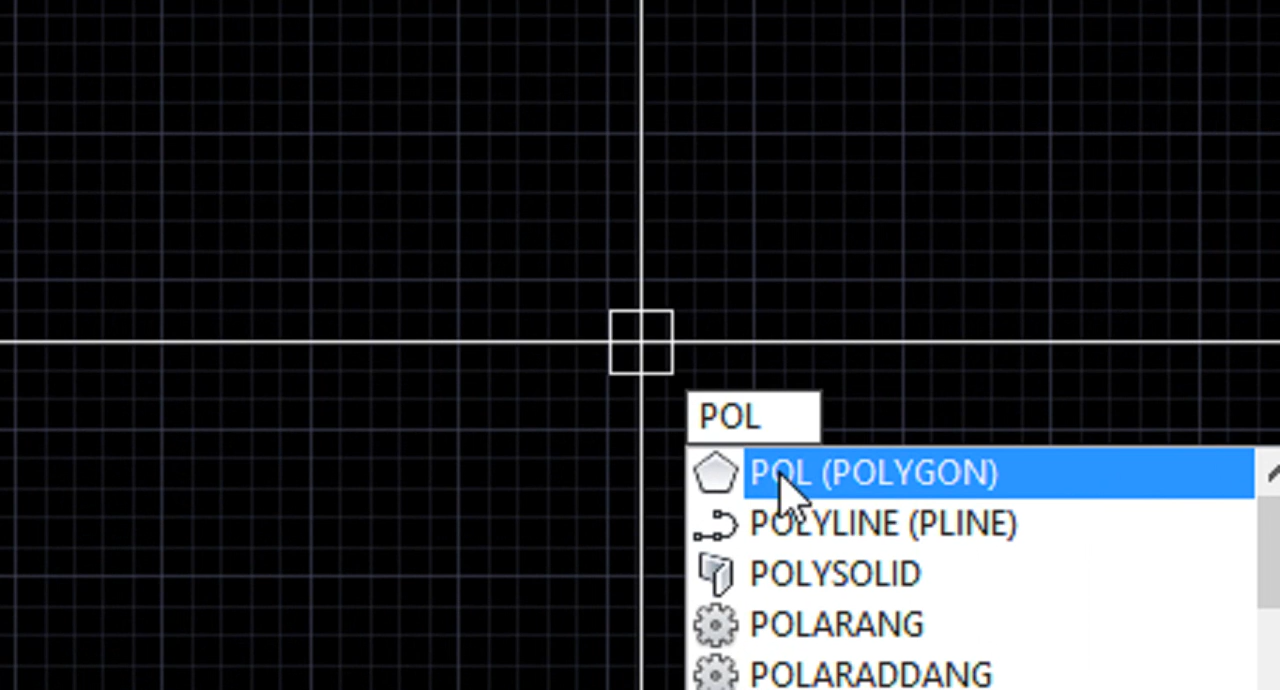 POL
POL (POLYGON)
POLYLINE (PLINE)
POLYSOLID
POLARANG
POLARADDANG